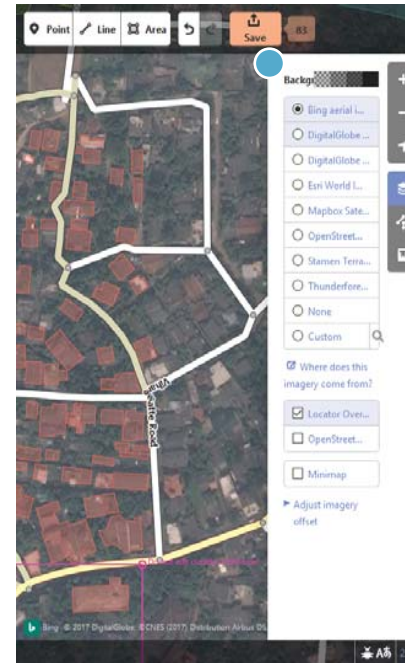 Point Line Area Save 83
Backgr
Bing aerial i...
DigitalGlobe ...
DigitalGlobe ...
Esri World I...
Mapbox Sate...
OpenStreet...
Stamen Terra...
Thunderfore...
None
Custom
Where does this
imagery come from?
Locator Over...
OpenStreet...
Minimap
Adjust imagery
offset
Road
b Bing © 2017 DigitalGlobe, ©CNES (2017) Distribution Airbus DS,